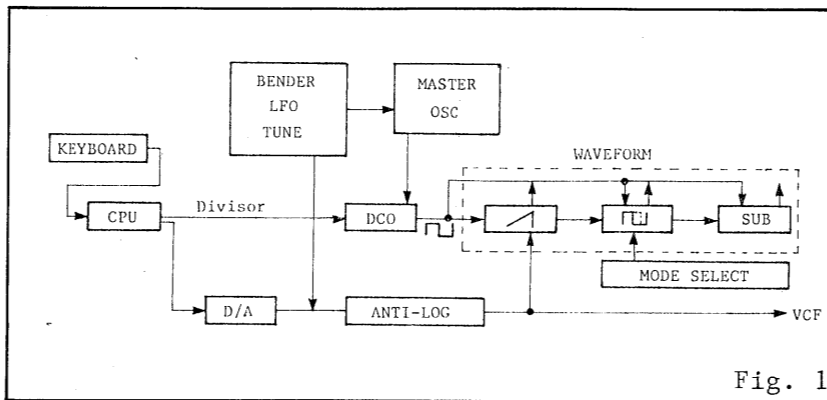 BENDER
LFO
TUNE
MASTER
OSC
KEYBOARD
WAVEFORM
CPU
Divisor
DCO
SUB
MODE SELECT
D/A
ANTI-LOG
VCF
Fig. 1